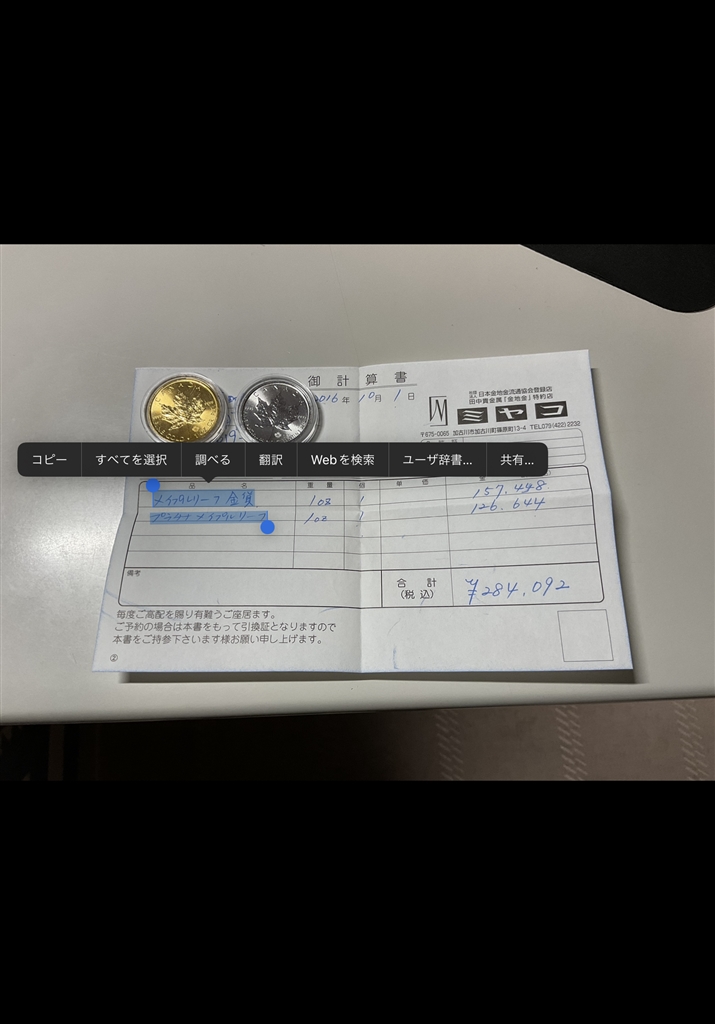 御計算書
2016年 10月 1日
社団法人 日本金地金流通協会登録店
田中貴金属「金地金」特約店
ミヤコ
〒675-0065 加古川市加古川町篠原町13-4 TEL079(422)2232
コピー すべてを選択 調べる 翻訳 Webを検索 ユーザ辞書... 共有...
品名 重量 個 単価 金
メイプルリーフ金貨 1oz 1 157,448
プラチナメイプルリーフ 1oz 1 126,644
備考
合計
(税込)
¥284,092
毎度ご高配を賜り有難うご座居ます。
ご予約の場合は本書をもって引換証となりますので
本書をご持参下さいます様お願い申し上げます。
②